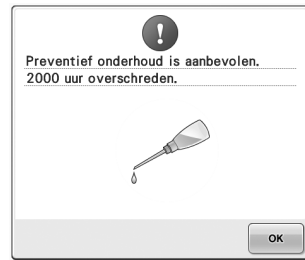 Preventief onderhoud is aanbevolen.
2000 uur overschreden.
OK